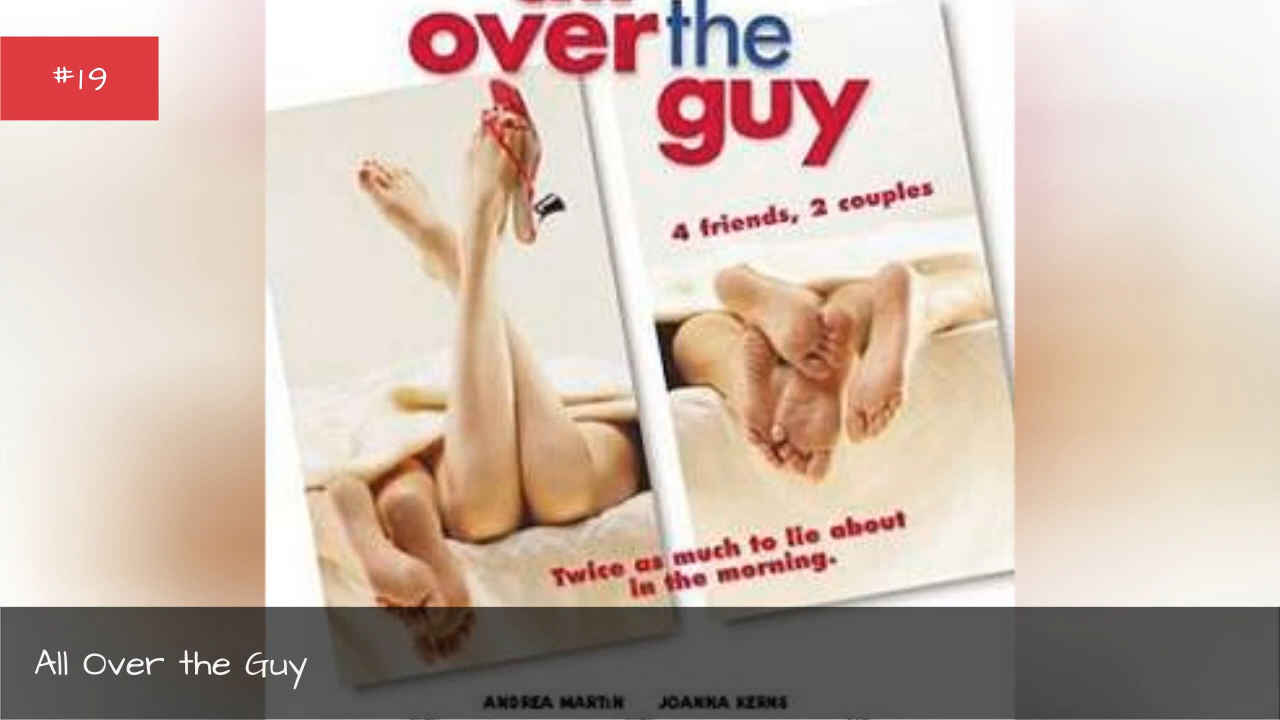 #19
over the
guy
4 friends, 2 couples
Twice as much to lie about
in the morning.
All Over the Guy
ANDREA MARTIN JOANNA KERNS